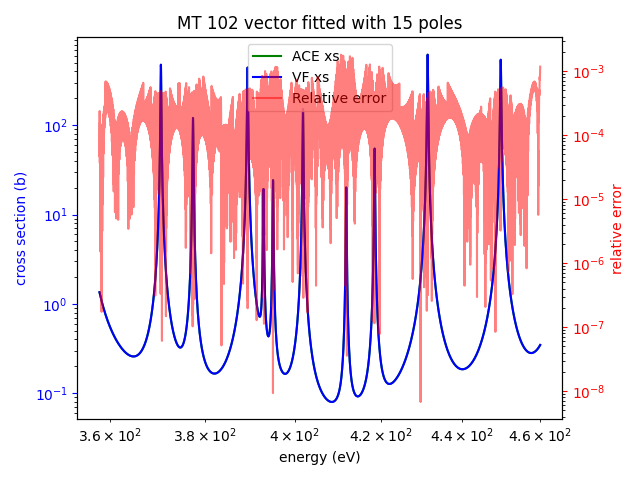 MT 102 vector fitted with 15 poles
ACE xs
VF xs
Relative error
cross section (b)
10²
10¹
10⁰
10⁻¹
10⁻³
10⁻⁴
10⁻⁵
10⁻⁶
10⁻⁷
10⁻⁸
relative error
3.6 × 10² 3.8 × 10² 4 × 10² 4.2 × 10² 4.4 × 10² 4.6 × 10²
energy (eV)